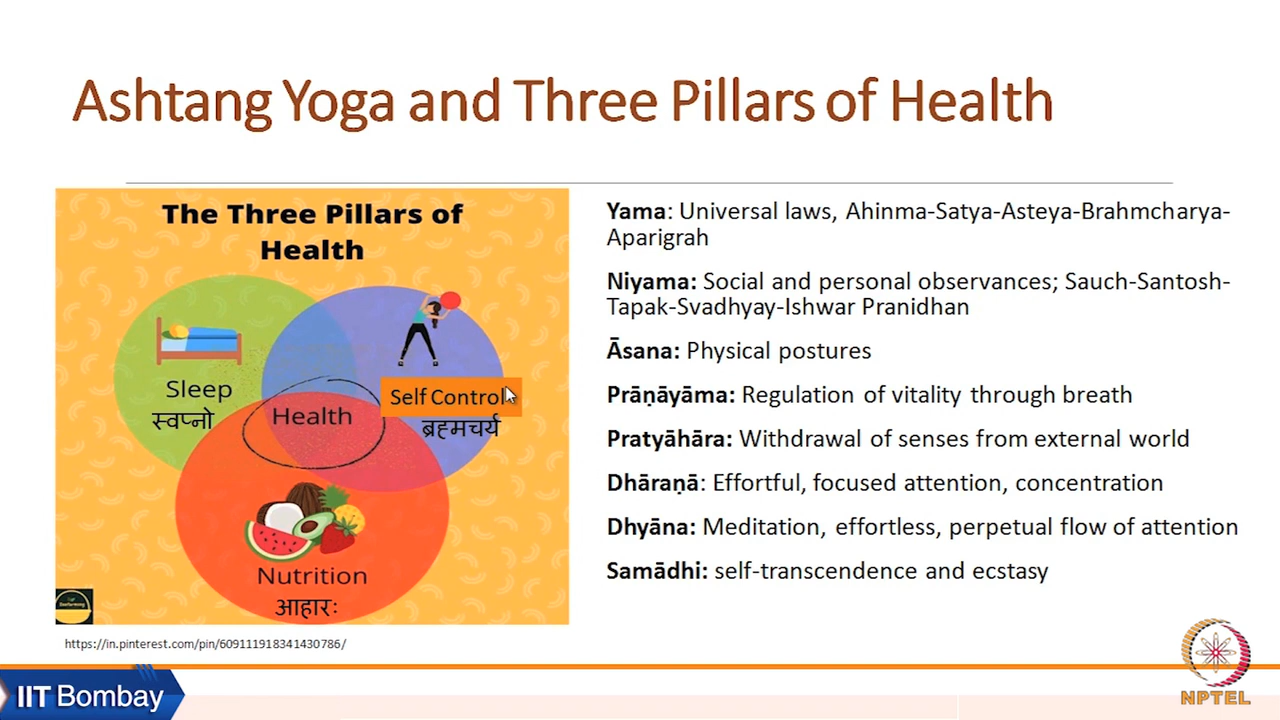 Ashtang Yoga and Three Pillars of Health
The Three Pillars of
Health
Sleep
स्वप्नो
Self Control
ब्रह्मचर्य
Health
Nutrition
आहारः
https://in.pinterest.com/pin/609111918341430786/
Yama: Universal laws, Ahinma-Satya-Asteya-Brahmcharya-
Aparigrah
Niyama: Social and personal observances; Sauch-Santosh-
Tapak-Svadhyay-Ishwar Pranidhan
Āsana: Physical postures
Prāṇāyāma: Regulation of vitality through breath
Pratyāhāra: Withdrawal of senses from external world
Dhāraṇā: Effortful, focused attention, concentration
Dhyāna: Meditation, effortless, perpetual flow of attention
Samādhi: self-transcendence and ecstasy
IIT Bombay
NPTEL